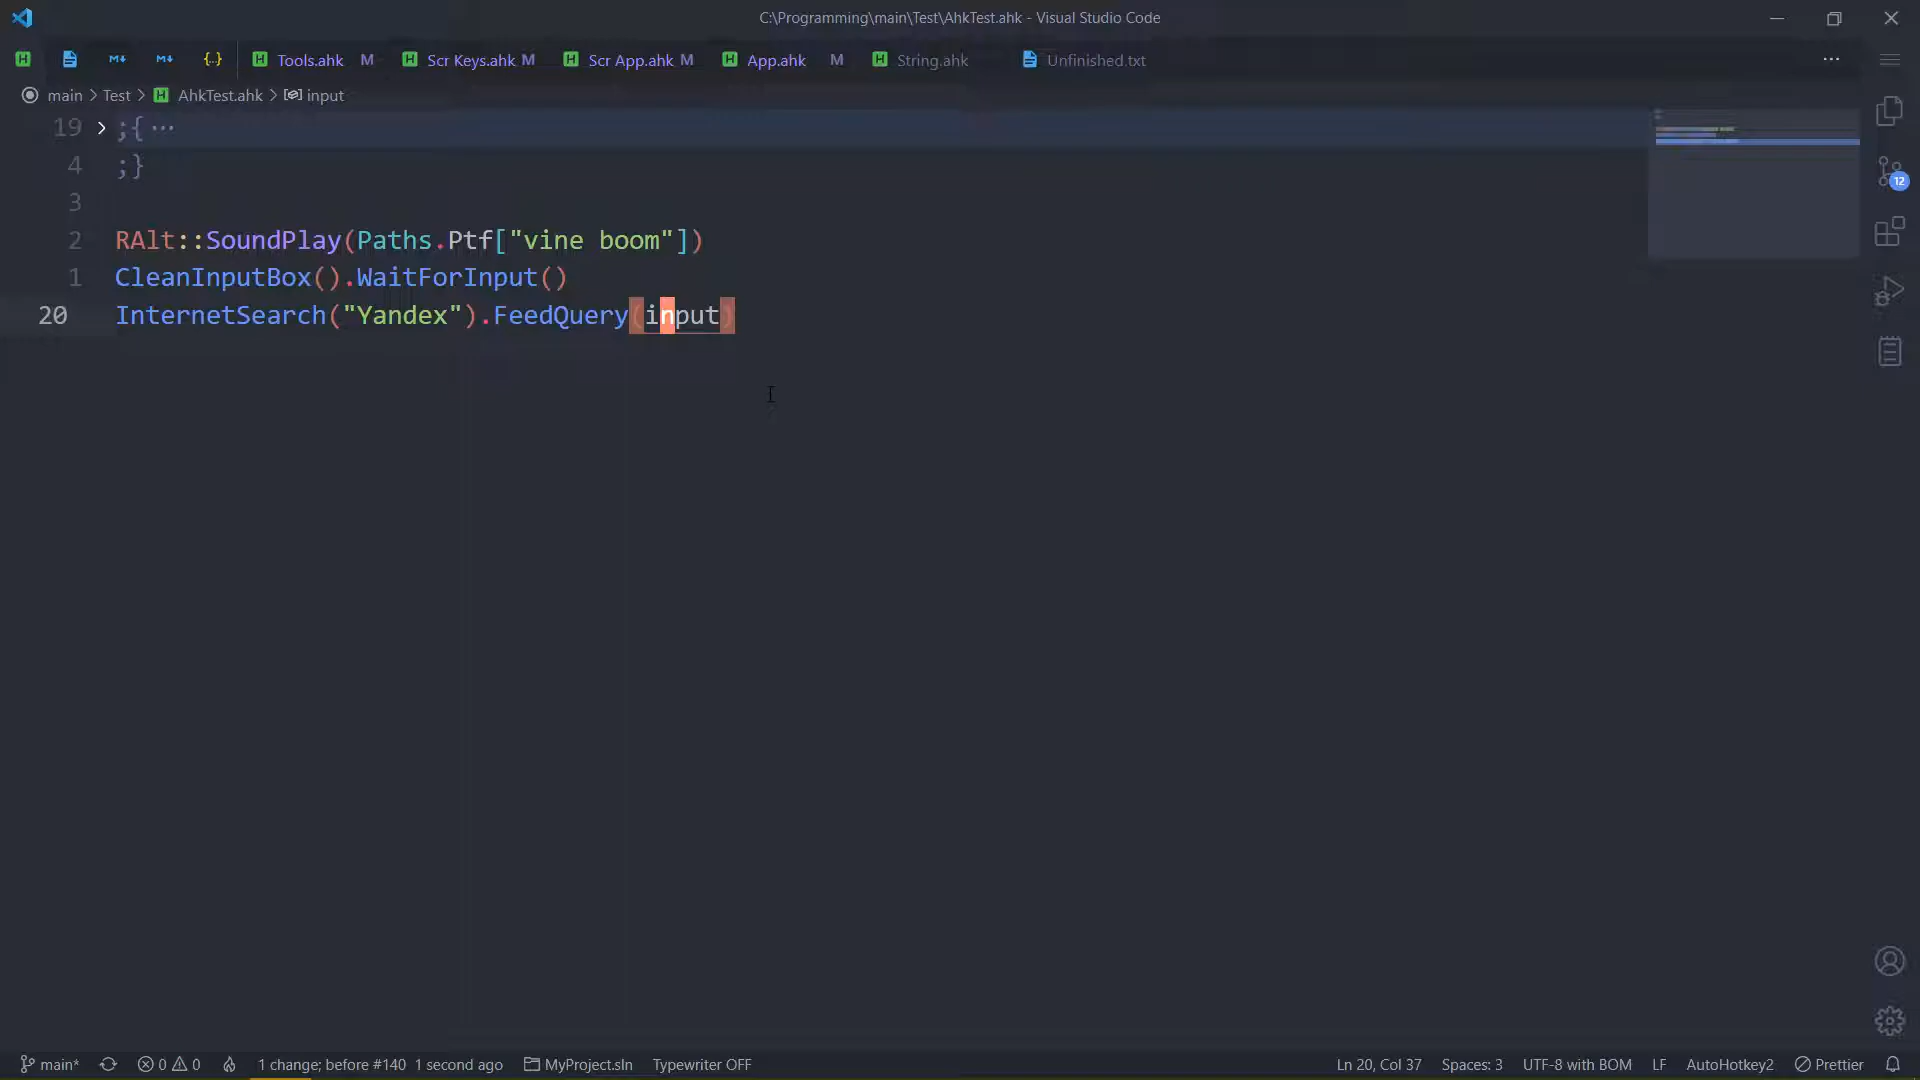 C:\Programming\main\Test\AhkTest.ahk - Visual Studio Code
Tools.ahk M Scr Keys.ahk M Scr App.ahk M App.ahk M String.ahk Unfinished.txt ···
main > Test > AhkTest.ahk > input
19 > ;{ ···
4 ;}
3
2 RAlt::SoundPlay(Paths.Ptf["vine boom"])
1 CleanInputBox().WaitForInput()
20 InternetSearch("Yandex").FeedQuery(input)
12
main* 0 0 1 change; before #140 1 second ago MyProject.sln Typewriter OFF Ln 20, Col 37 Spaces: 3 UTF-8 with BOM LF AutoHotkey2 Prettier